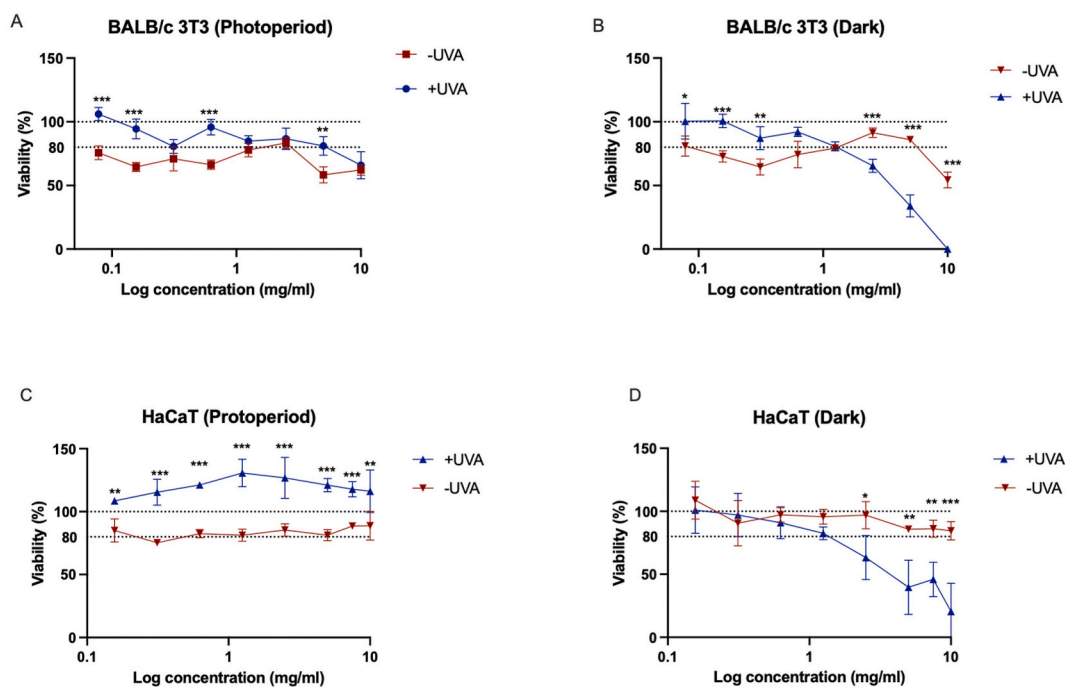 A
BALB/c 3T3 (Photoperiod)
150
100
80
50
0
Viability (%)
*** *** *** **
0.1 1 10
Log concentration (mg/ml)
-UVA
+UVA
B
BALB/c 3T3 (Dark)
150
100
80
50
0
Viability (%)
* *** ** *** *** ***
0.1 1 10
Log concentration (mg/ml)
-UVA
+UVA
C
HaCaT (Protoperiod)
150
100
80
50
0
Viability (%)
** *** *** *** *** *** *** **
0.1 1 10
Log concentration (mg/ml)
+UVA
-UVA
D
HaCaT (Dark)
150
100
80
50
0
Viability (%)
* ** ** ***
0.1 1 10
Log concentration (mg/ml)
+UVA
-UVA